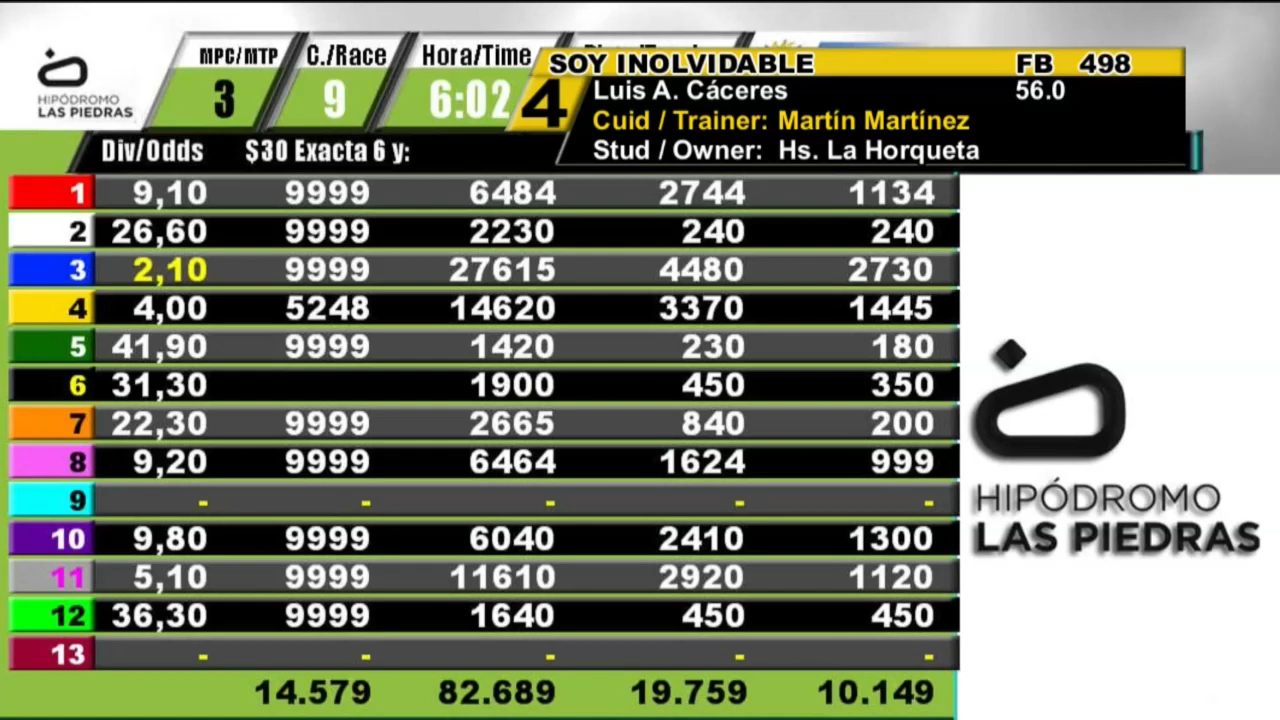 HIPÓDROMO
LAS PIEDRAS
MPC/MTP
3
C./Race
9
Hora/Time
6:02
4
SOY INOLVIDABLE FB 498
Luis A. Cáceres 56.0
Cuid / Trainer: Martín Martínez
Stud / Owner: Hs. La Horqueta
Div/Odds $30 Exacta 6 y:
1 9,10 9999 6484 2744 1134
2 26,60 9999 2230 240 240
3 2,10 9999 27615 4480 2730
4 4,00 5248 14620 3370 1445
5 41,90 9999 1420 230 180
6 31,30 1900 450 350
7 22,30 9999 2665 840 200
8 9,20 9999 6464 1624 999
9 - - - - -
10 9,80 9999 6040 2410 1300
11 5,10 9999 11610 2920 1120
12 36,30 9999 1640 450 450
13 - - - - -
14.579 82.689 19.759 10.149
HIPÓDROMO
LAS PIEDRAS